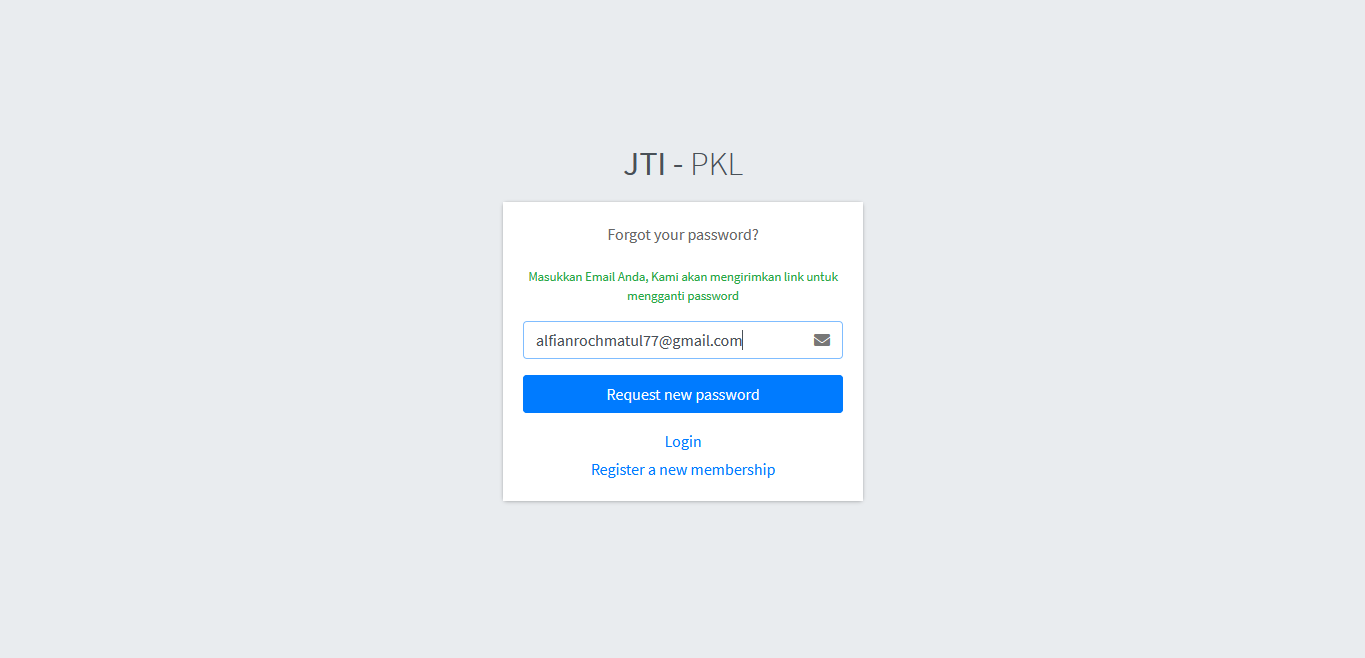 JTI - PKL
Forgot your password?
Masukkan Email Anda, Kami akan mengirimkan link untuk
mengganti password
alfianrochmatul77@gmail.com
Request new password
Login
Register a new membership